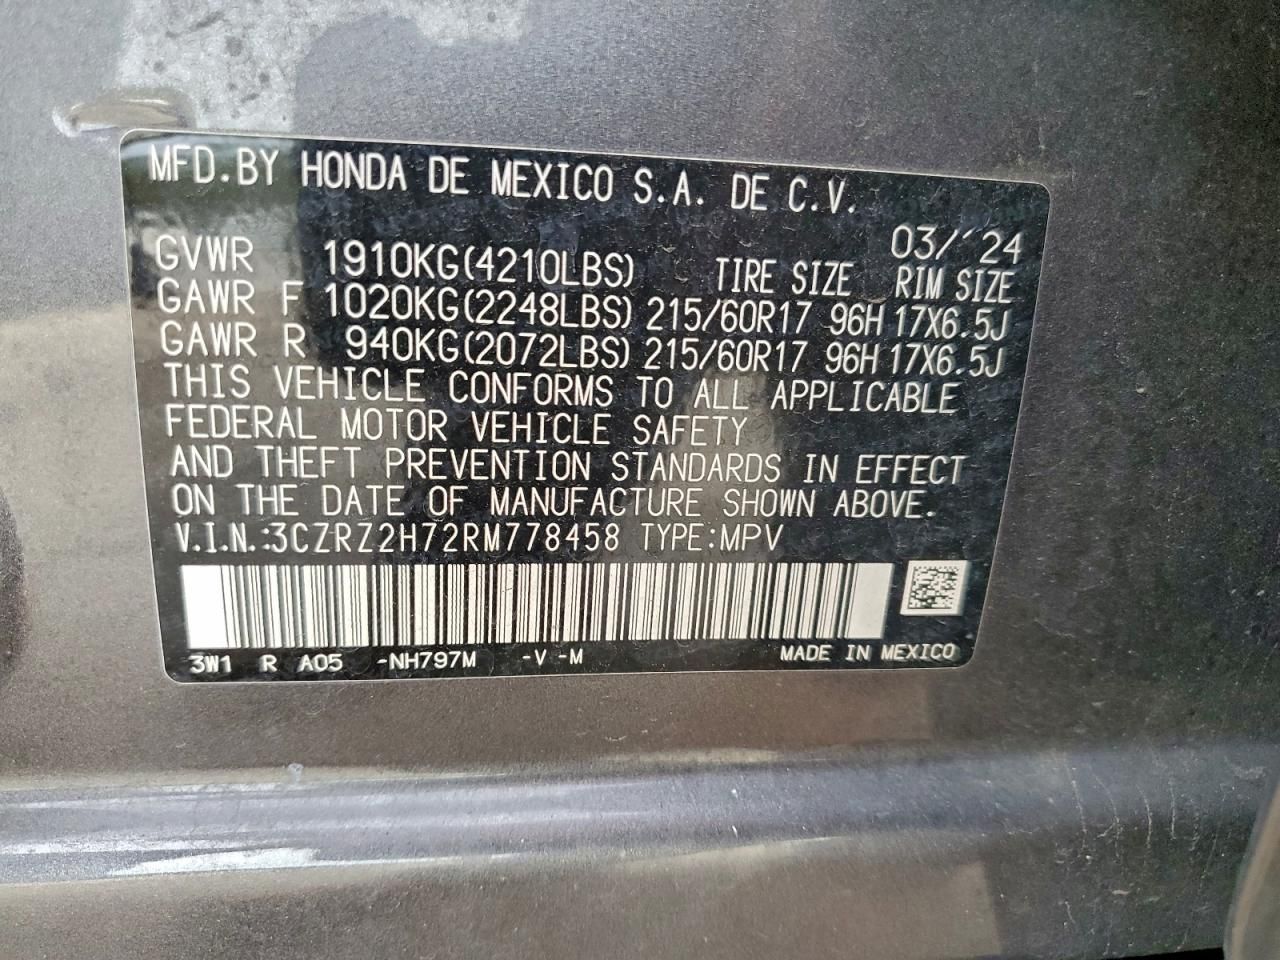 MFD.BY HONDA DE MEXICO S.A. DE C.V.
03/´´24
GVWR 1910KG(4210LBS) TIRE SIZE RIM SIZE
GAWR F 1020KG(2248LBS) 215/60R17 96H 17X6.5J
GAWR R 940KG(2072LBS) 215/60R17 96H 17X6.5J
THIS VEHICLE CONFORMS TO ALL APPLICABLE
FEDERAL MOTOR VEHICLE SAFETY
AND THEFT PREVENTION STANDARDS IN EFFECT
ON THE DATE OF MANUFACTURE SHOWN ABOVE.
V.I.N.:3CZRZ2H72RM778458 TYPE:MPV
3W1 R A05 -NH797M -V -M MADE IN MEXICO